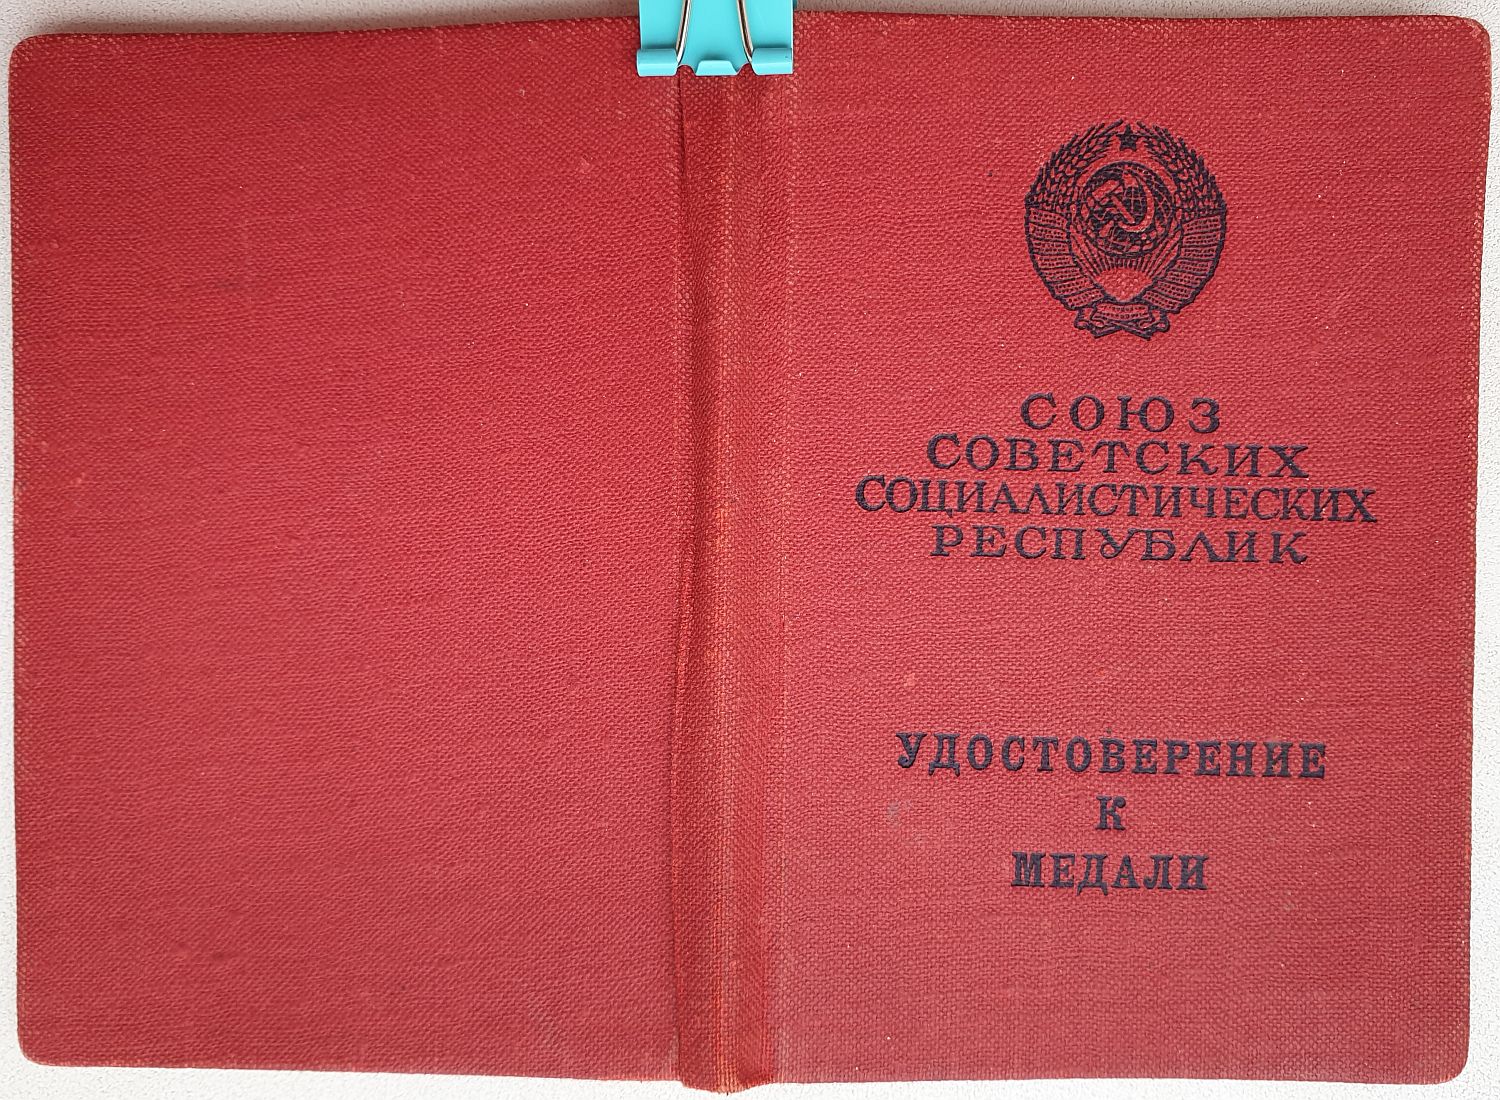 СОЮЗ
СОВЕТСКИХ
СОЦИАЛИСТИЧЕСКИХ
РЕСПУБЛИК
УДОСТОВЕРЕНИЕ
К
МЕДАЛИ